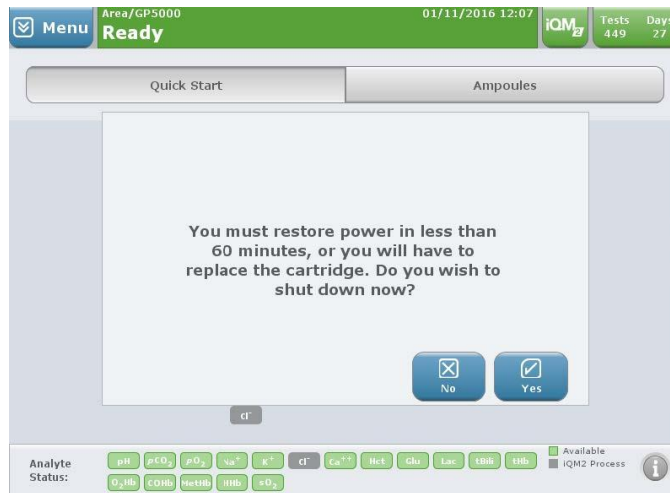 Menu
Area/GP5000
01/11/2016 12:07
Ready
iQM2
Tests
449
Days
27
Quick Start
Ampoules
You must restore power in less than
60 minutes, or you will have to
replace the cartridge. Do you wish to
shut down now?
No
Yes
Cl⁻
Analyte
Status:
pH pCO₂ pO₂ Na⁺ K⁺ Cl⁻ Ca⁺⁺ Hct Glu Lac tBili tHb
O₂Hb COHb MetHb HHb sO₂
Available
iQM2 Process